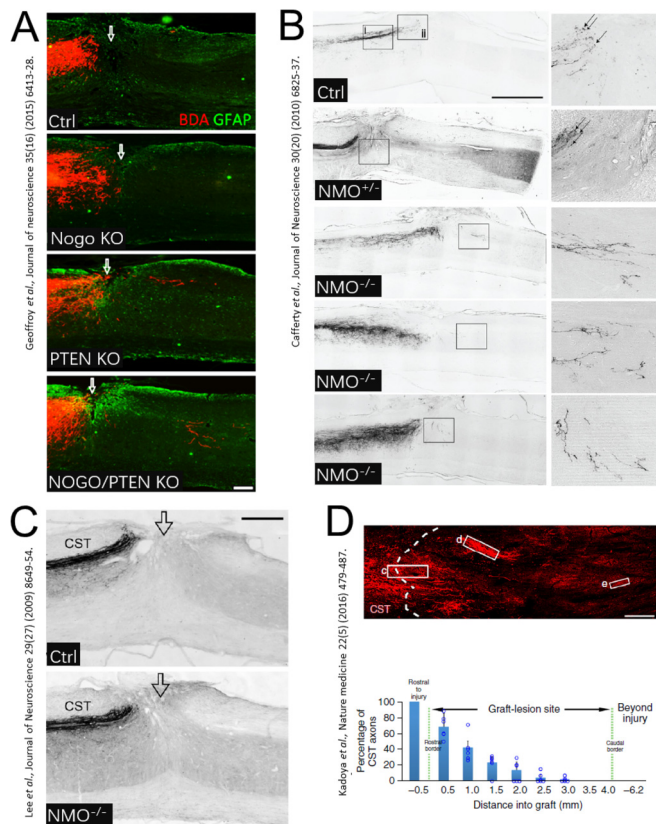 A
Geoffroy et al., Journal of neuroscience 35(16) (2015) 6413-28.
Ctrl
BDA GFAP
Nogo KO
PTEN KO
NOGO/PTEN KO
B
Cafferty et al., Journal of Neuroscience 30(20) (2010) 6825-37.
i
ii
Ctrl
NMO+/-
NMO-/-
NMO-/-
NMO-/-
C
Lee et al., Journal of Neuroscience 29(27) (2009) 8649-54.
CST
Ctrl
CST
NMO-/-
D
Kadoya et al., Nature medicine 22(5) (2016) 479-487.
d
c
e
CST
Rostral
to
injury
Graft-lesion site
Beyond
injury
Rostral
border
Caudal
border
Percentage of
CST axons
100
90
80
70
60
50
40
30
20
10
0
−0.5 0.5 1.0 1.5 2.0 2.5 3.0 3.5 4.0 −6.2
Distance into graft (mm)